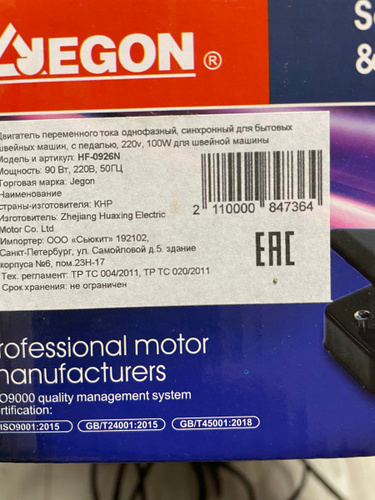 JEGON®
S
&
Двигатель переменного тока однофазный, синхронный для бытовых
швейных машин, с педалью, 220v, 100W для швейной машины
Модель и артикул: HF-0926N
Мощность: 90 Вт, 220В, 50ГЦ
Торговая марка: Jegon
Наименование
страны-изготовителя: КНР
Изготовитель: Zhejiang Huaxing Electric
Motor Co. Ltd
Импортер: ООО «Сьюкит» 192102,
Санкт-Петербург, ул. Самойловой д.5. здание
корпуса №6, пом.23Н-17
Тех. регламент: ТР ТС 004/2011, ТР ТС 020/2011
Срок хранения: не ограничен
2 110000 847364
EAC
rofessional motor
anufacturers
O9000 quality management system
ertification:
ISO9001:2015 GB/T24001:2015 GB/T45001:2018